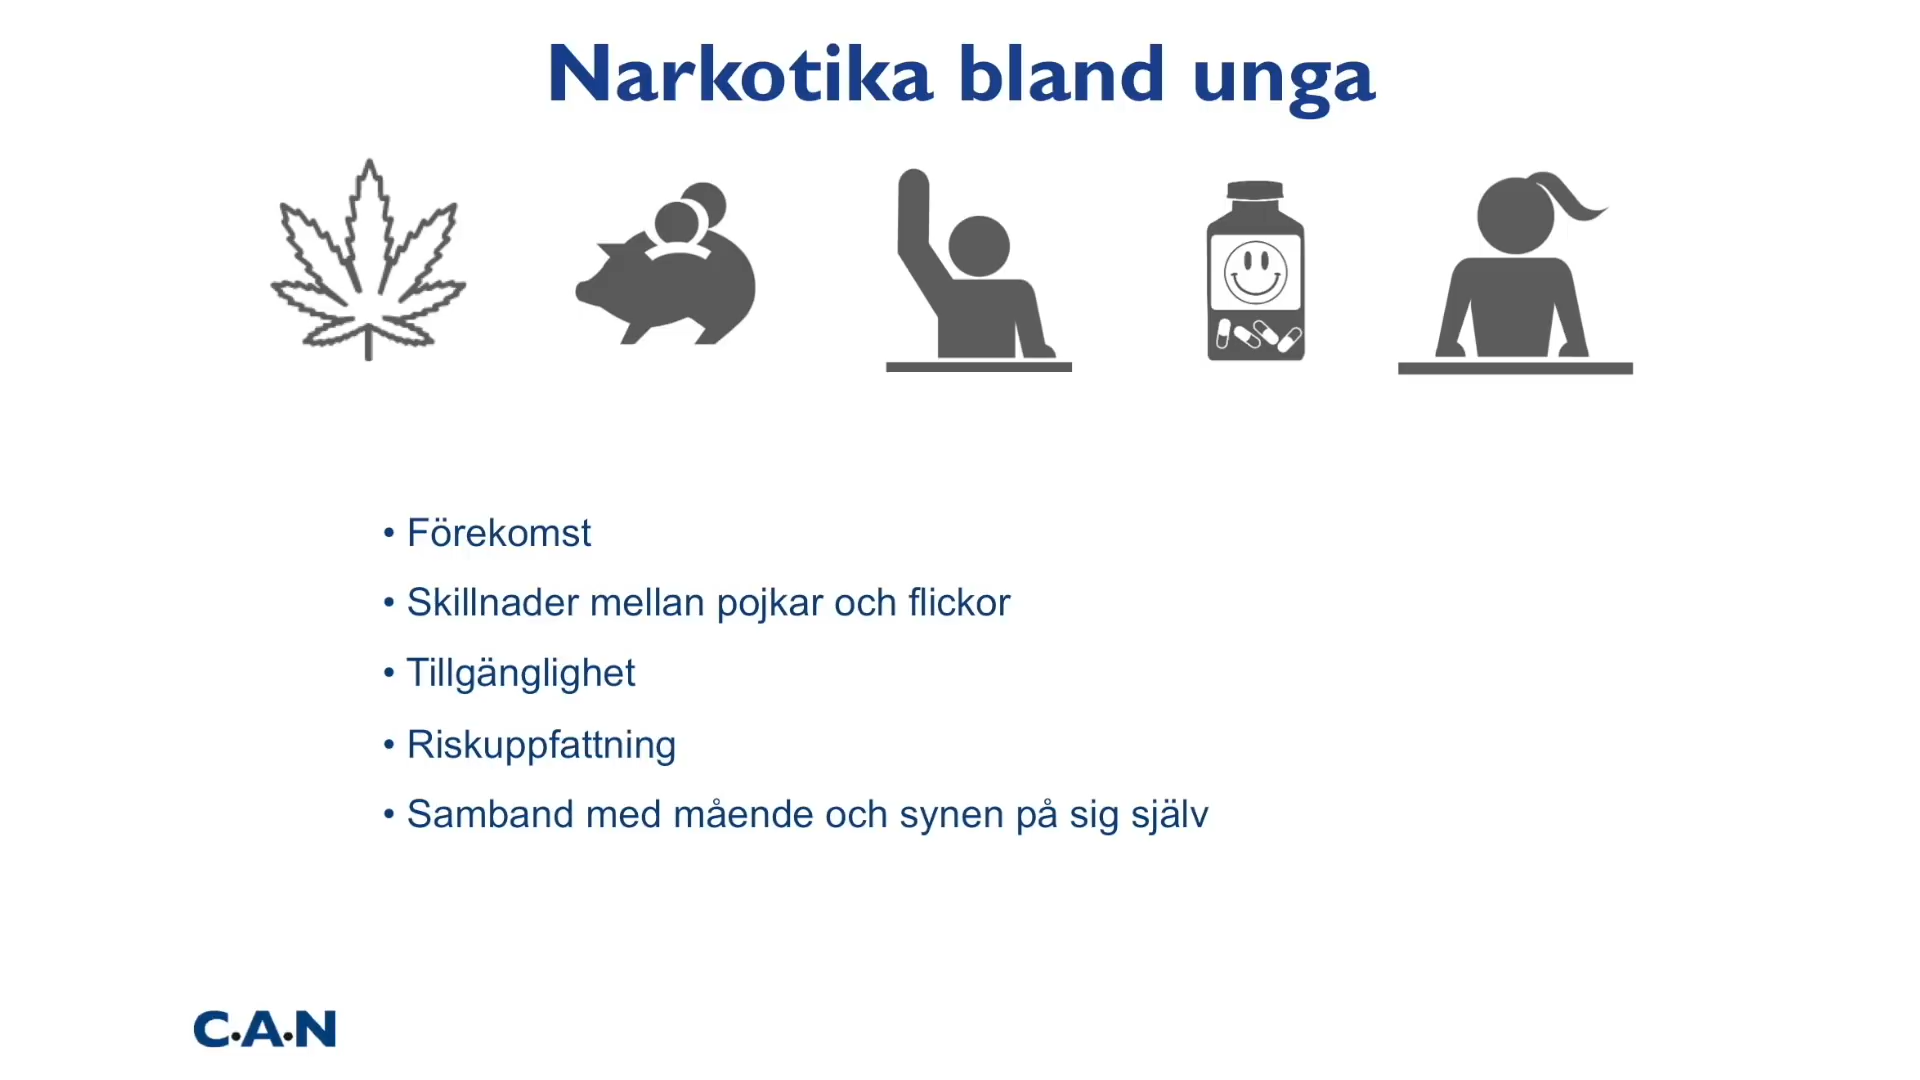 Narkotika bland unga
• Förekomst
• Skillnader mellan pojkar och flickor
• Tillgänglighet
• Riskuppfattning
• Samband med mående och synen på sig själv
C.A.N